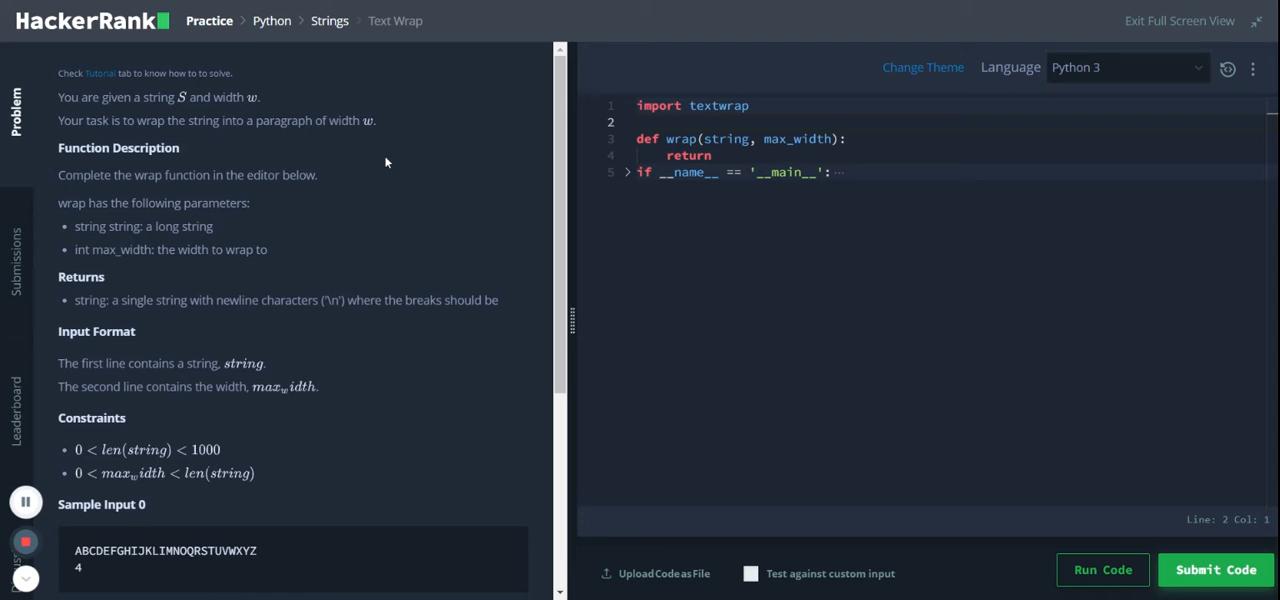 HackerRank Practice > Python > Strings > Text Wrap Exit Full Screen View
Problem
Submissions
Leaderboard
Check Tutorial tab to know how to to solve.
You are given a string S and width w.
Your task is to wrap the string into a paragraph of width w.
Function Description
Complete the wrap function in the editor below.
wrap has the following parameters:
• string string: a long string
• int max_width: the width to wrap to
Returns
• string: a single string with newline characters ('\n') where the breaks should be
Input Format
The first line contains a string, string.
The second line contains the width, max_width.
Constraints
• 0 < len(string) < 1000
• 0 < max_width < len(string)
Sample Input 0
ABCDEFGHIJKLIMNOQRSTUVWXYZ
4
Change Theme Language Python 3
1 import textwrap
2
3 def wrap(string, max_width):
4 return
5 > if __name__ == '__main__': ...
Line: 2 Col: 1
Upload Code as File Test against custom input Run Code Submit Code